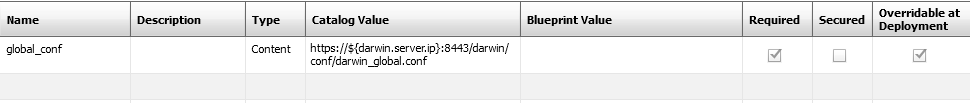 Name Description Type Catalog Value Blueprint Value Required Secured Overridable at
Deployment
global_conf Content https://${darwin.server.ip}:8443/darwin/
conf/darwin_global.conf